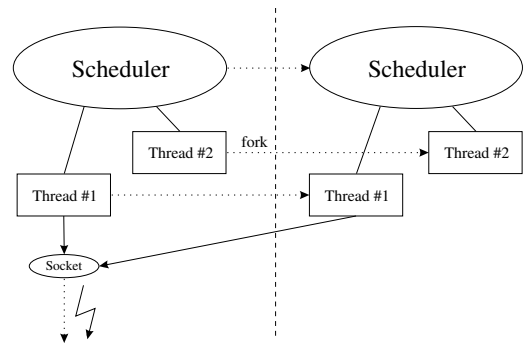 Scheduler
Scheduler
Thread #2
fork
Thread #2
Thread #1
Thread #1
Socket